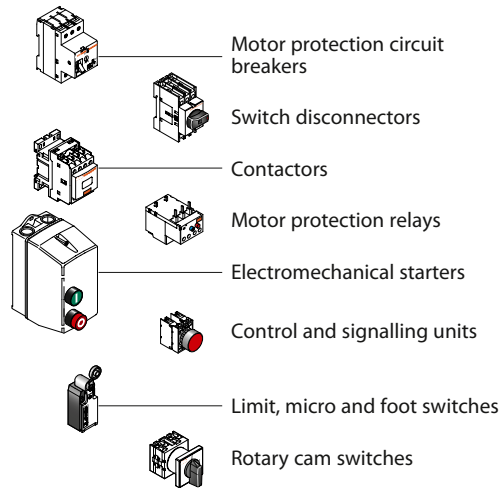 Motor protection circuit
breakers
Switch disconnectors
Contactors
Motor protection relays
Electromechanical starters
Control and signalling units
Limit, micro and foot switches
Rotary cam switches